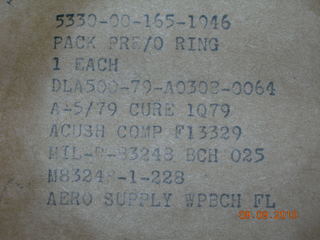 5330-00-165-1946
PACK PRE/O RING
1 EACH
DLA500-79-A0302-0064
A-5/79 CURE 1Q79
ACUSH COMP F13329
MIL-R-83248 BCH 025
M83248-1-228
AERO SUPPLY WPBCH FL